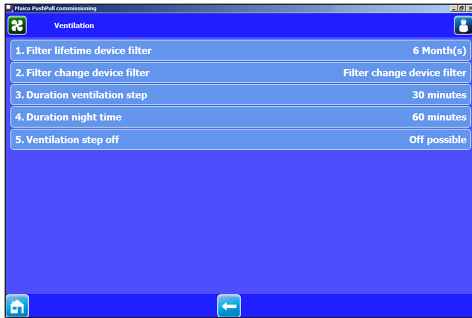 Maico PushPull commissioning
Ventilation
1. Filter lifetime device filter 6 Month(s)
2. Filter change device filter Filter change device filter
3. Duration ventilation step 30 minutes
4. Duration night time 60 minutes
5. Ventilation step off Off possible